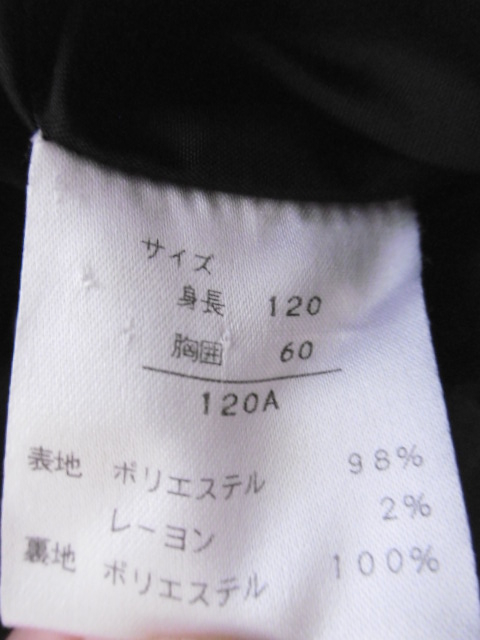 サイズ
身長 120
胸囲 60
120A
表地 ポリエステル 98%
レーヨン 2%
裏地 ポリエステル 100%